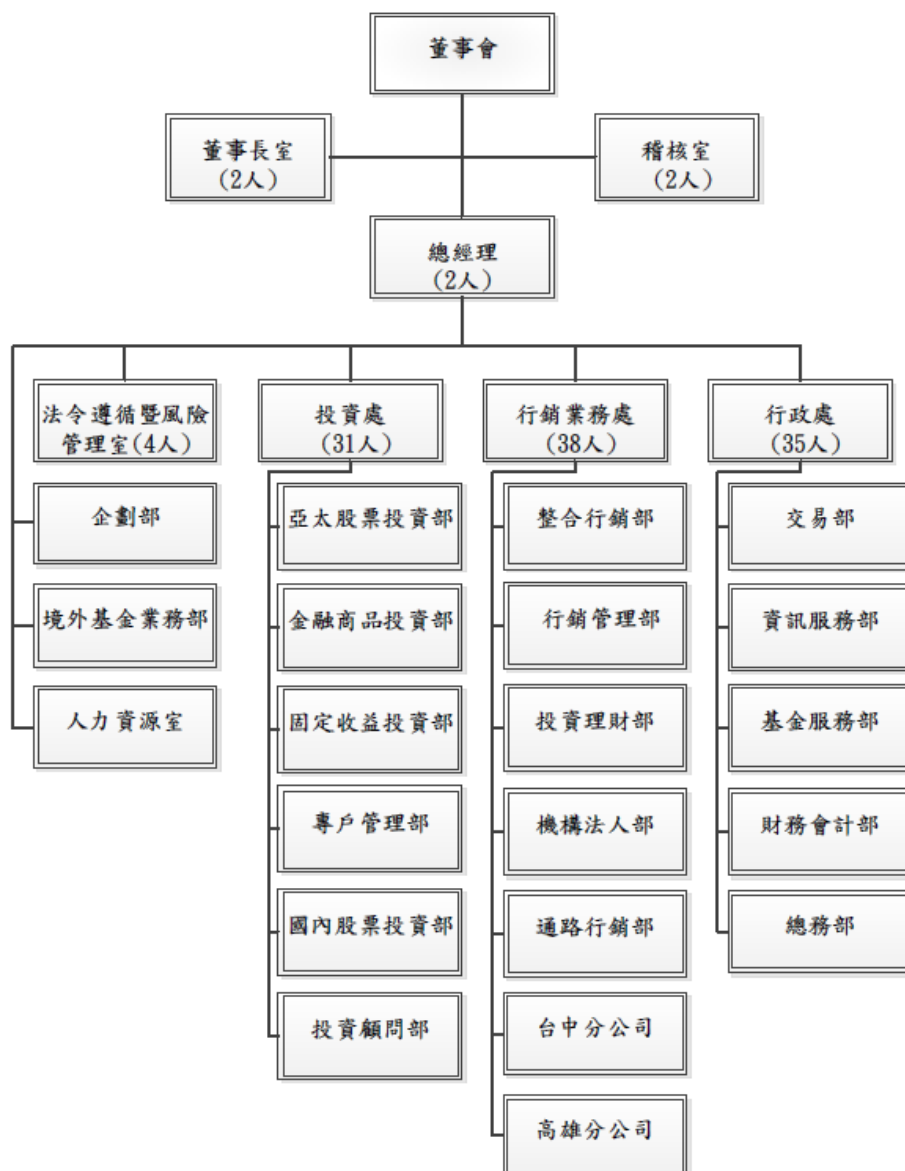 董事會
董事長室
(2人)
稽核室
(2人)
總經理
(2人)
法令遵循暨風險
管理室(4人)
企劃部
境外基金業務部
人力資源室
投資處
(31人)
亞太股票投資部
金融商品投資部
固定收益投資部
專戶管理部
國內股票投資部
投資顧問部
行銷業務處
(38人)
整合行銷部
行銷管理部
投資理財部
機構法人部
通路行銷部
台中分公司
高雄分公司
行政處
(35人)
交易部
資訊服務部
基金服務部
財務會計部
總務部